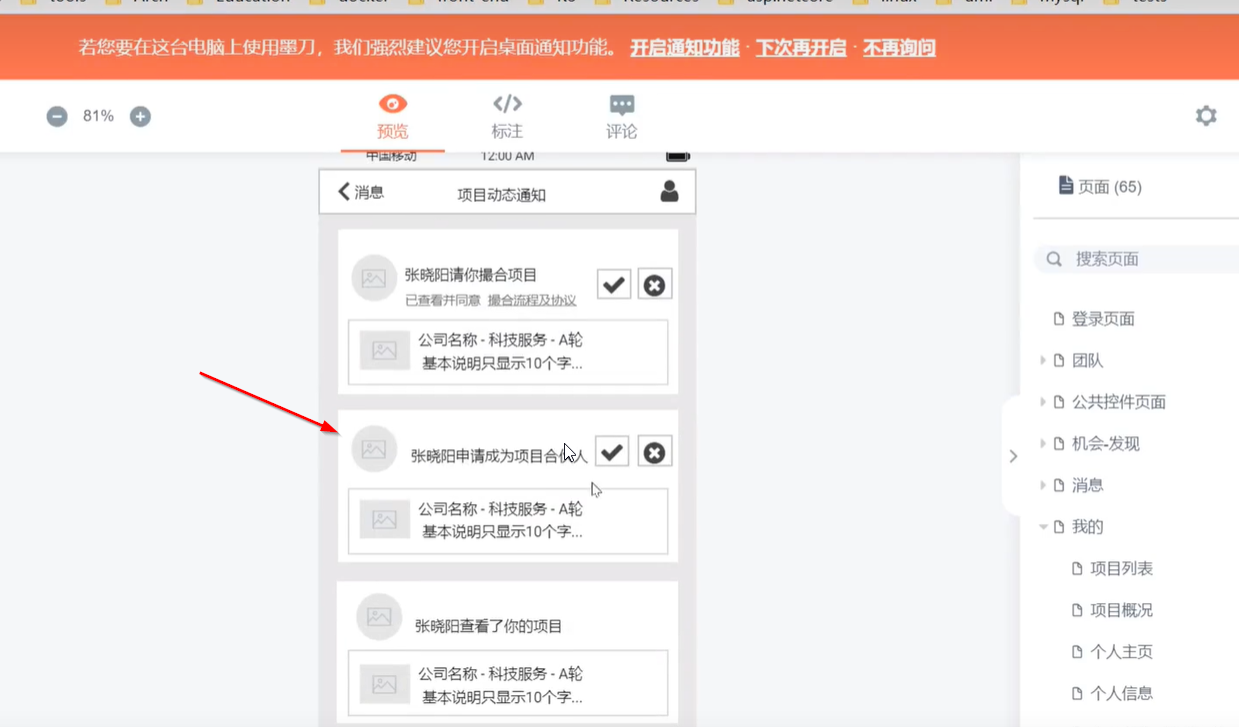 tools Arch Education docker front-end No Resources aspnetcore linux uml mysql tests
若您要在这台电脑上使用墨刀，我们强烈建议您开启桌面通知功能。 开启通知功能 · 下次再开启 · 不再询问
81%
预览 标注 评论
中国移动 12:00 AM
消息 项目动态通知
张晓阳请你撮合项目
已查看并同意 撮合流程及协议
公司名称 - 科技服务 - A轮
基本说明只显示10个字...
张晓阳申请成为项目合伙人
公司名称 - 科技服务 - A轮
基本说明只显示10个字...
张晓阳查看了你的项目
公司名称 - 科技服务 - A轮
基本说明只显示10个字...
页面 (65)
搜索页面
登录页面
团队
公共控件页面
机会-发现
消息
我的
项目列表
项目概况
个人主页
个人信息